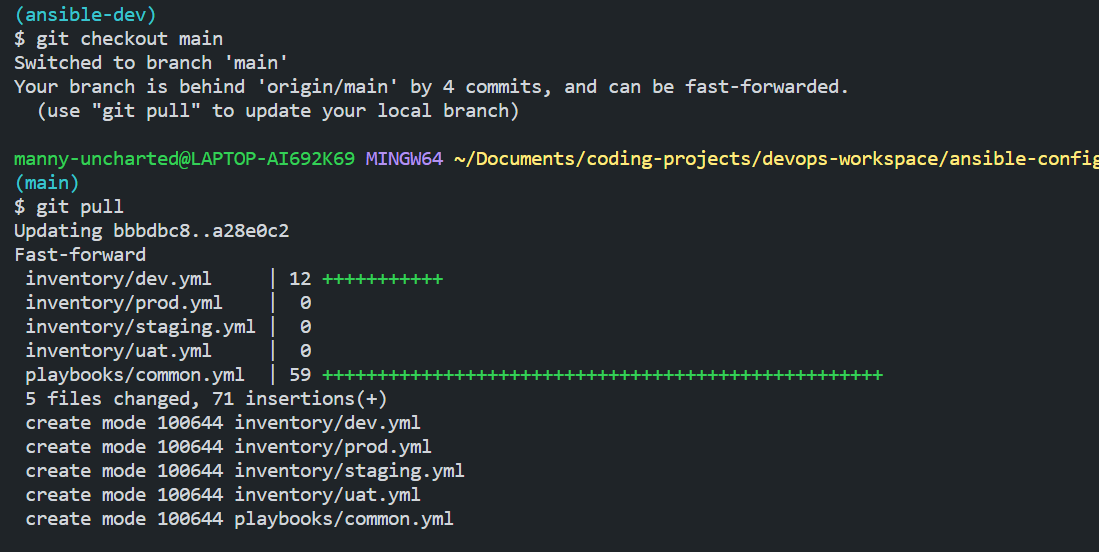 (ansible-dev)
$ git checkout main
Switched to branch 'main'
Your branch is behind 'origin/main' by 4 commits, and can be fast-forwarded.
  (use "git pull" to update your local branch)
manny-uncharted@LAPTOP-AI692K69 MINGW64 ~/Documents/coding-projects/devops-workspace/ansible-config
(main)
$ git pull
Updating bbbdbc8..a28e0c2
Fast-forward
 inventory/dev.yml     | 12 +++++++++++
 inventory/prod.yml    |  0
 inventory/staging.yml |  0
 inventory/uat.yml     |  0
 playbooks/common.yml  | 59 +++++++++++++++++++++++++++++++++++++++++++++++++++
 5 files changed, 71 insertions(+)
 create mode 100644 inventory/dev.yml
 create mode 100644 inventory/prod.yml
 create mode 100644 inventory/staging.yml
 create mode 100644 inventory/uat.yml
 create mode 100644 playbooks/common.yml